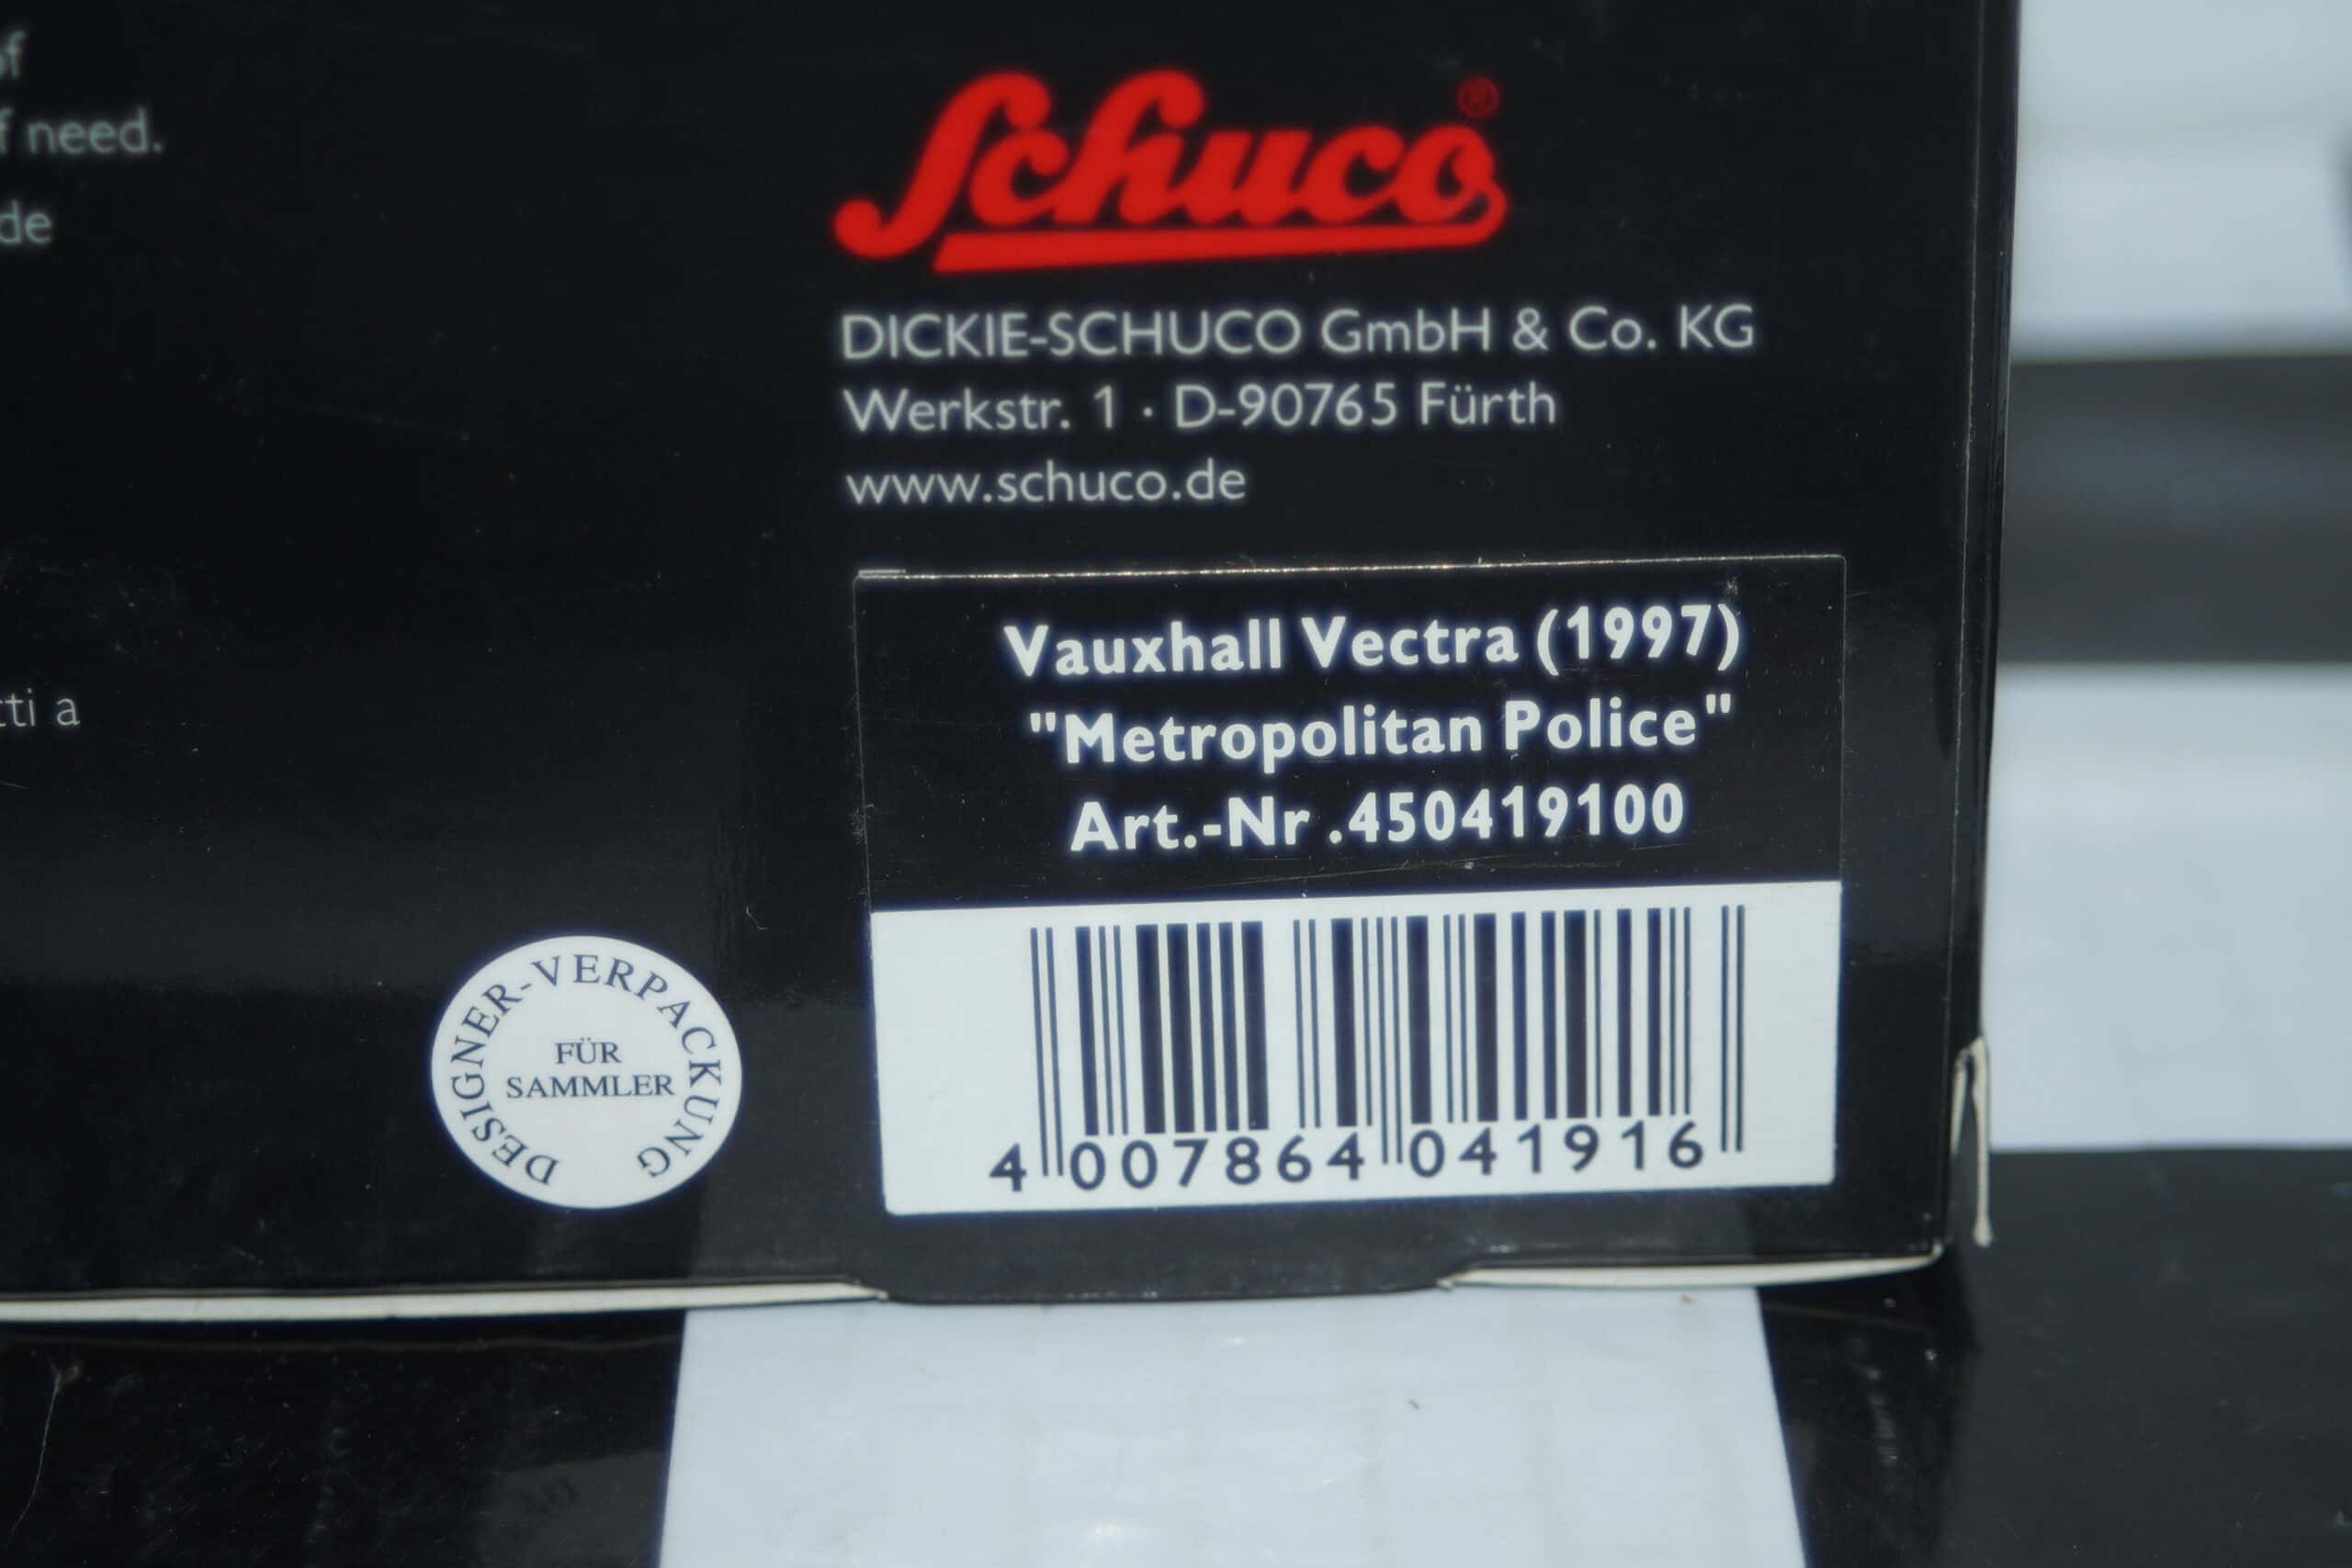 of
f need.
de
tti a
Schuco®
DICKIE-SCHUCO GmbH & Co. KG
Werkstr. 1 · D-90765 Fürth
www.schuco.de
Vauxhall Vectra (1997)
"Metropolitan Police"
Art.-Nr .450419100
4 007864 041916
DESIGNER-VERPACKUNG
FÜR
SAMMLER